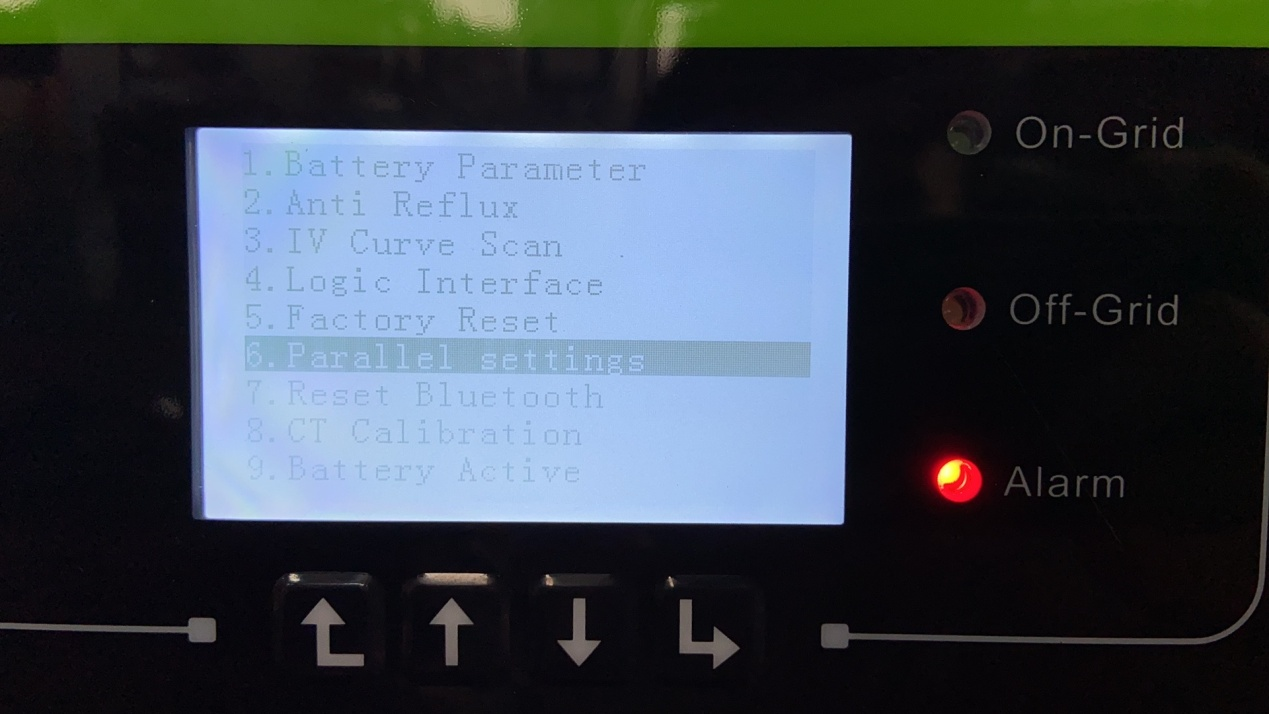 1.Battery Parameter
2.Anti Reflux
3.IV Curve Scan
4.Logic Interface
5.Factory Reset
6.Parallel settings
7.Reset Bluetooth
8.CT Calibration
9.Battery Active
On-Grid
Off-Grid
Alarm